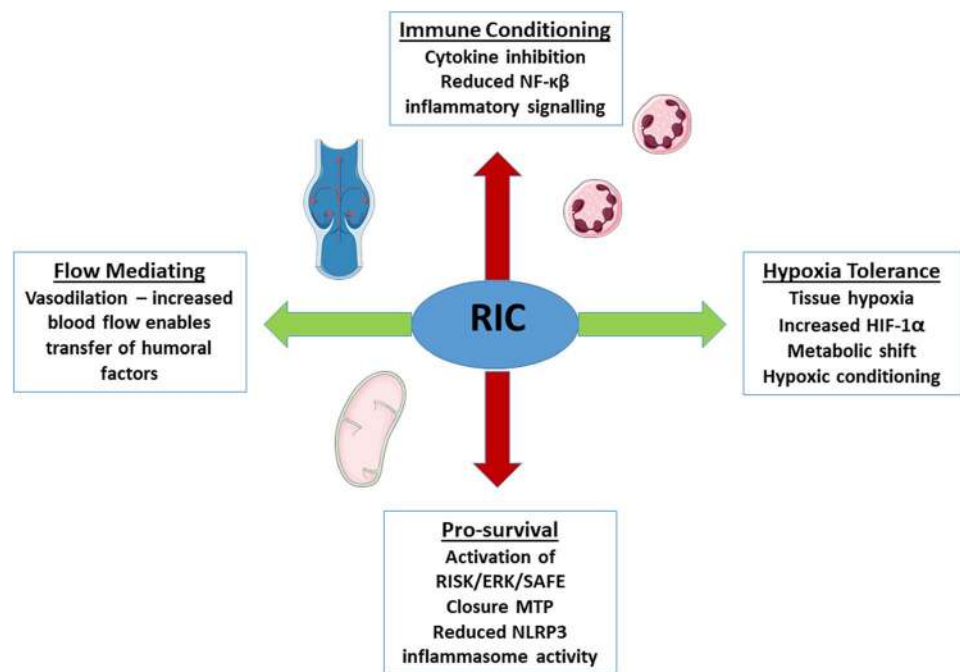 Immune Conditioning
Cytokine inhibition
Reduced NF-κβ
inflammatory signalling
Flow Mediating
Vasodilation – increased
blood flow enables
transfer of humoral
factors
RIC
Hypoxia Tolerance
Tissue hypoxia
Increased HIF-1α
Metabolic shift
Hypoxic conditioning
Pro-survival
Activation of
RISK/ERK/SAFE
Closure MTP
Reduced NLRP3
inflammasome activity